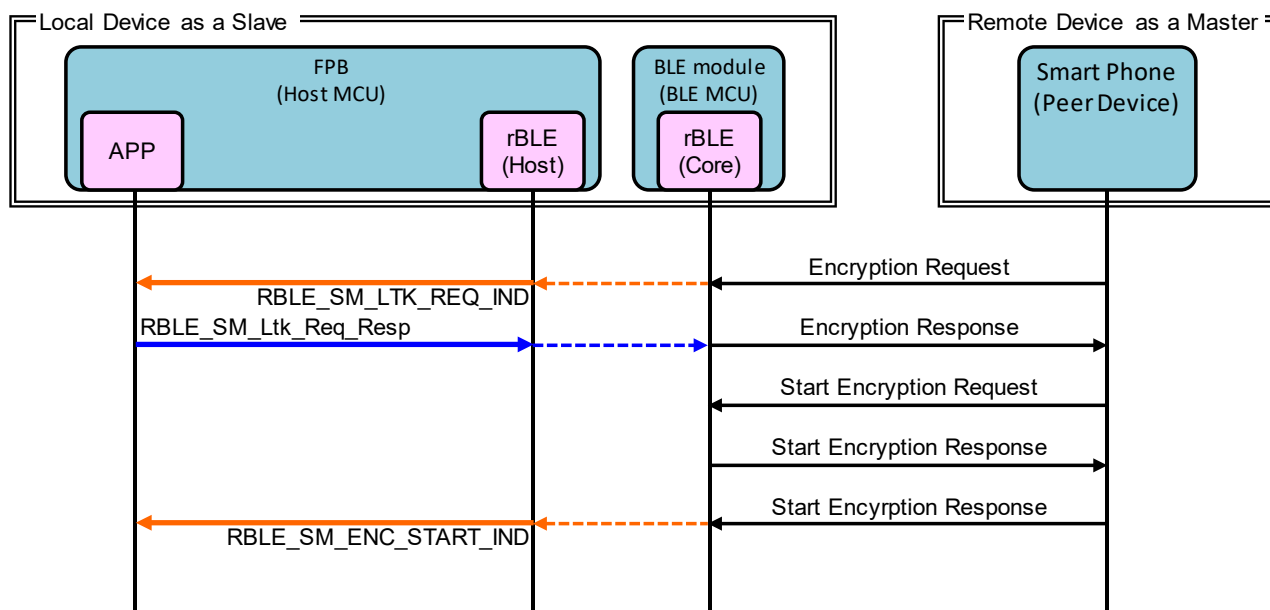 Local Device as a Slave
Remote Device as a Master
FPB
(Host MCU)
BLE module
(BLE MCU)
Smart Phone
(Peer Device)
APP
rBLE
(Host)
rBLE
(Core)
Encryption Request
RBLE_SM_LTK_REQ_IND
RBLE_SM_Ltk_Req_Resp
Encryption Response
Start Encryption Request
Start Encryption Response
Start Encyrption Response
RBLE_SM_ENC_START_IND